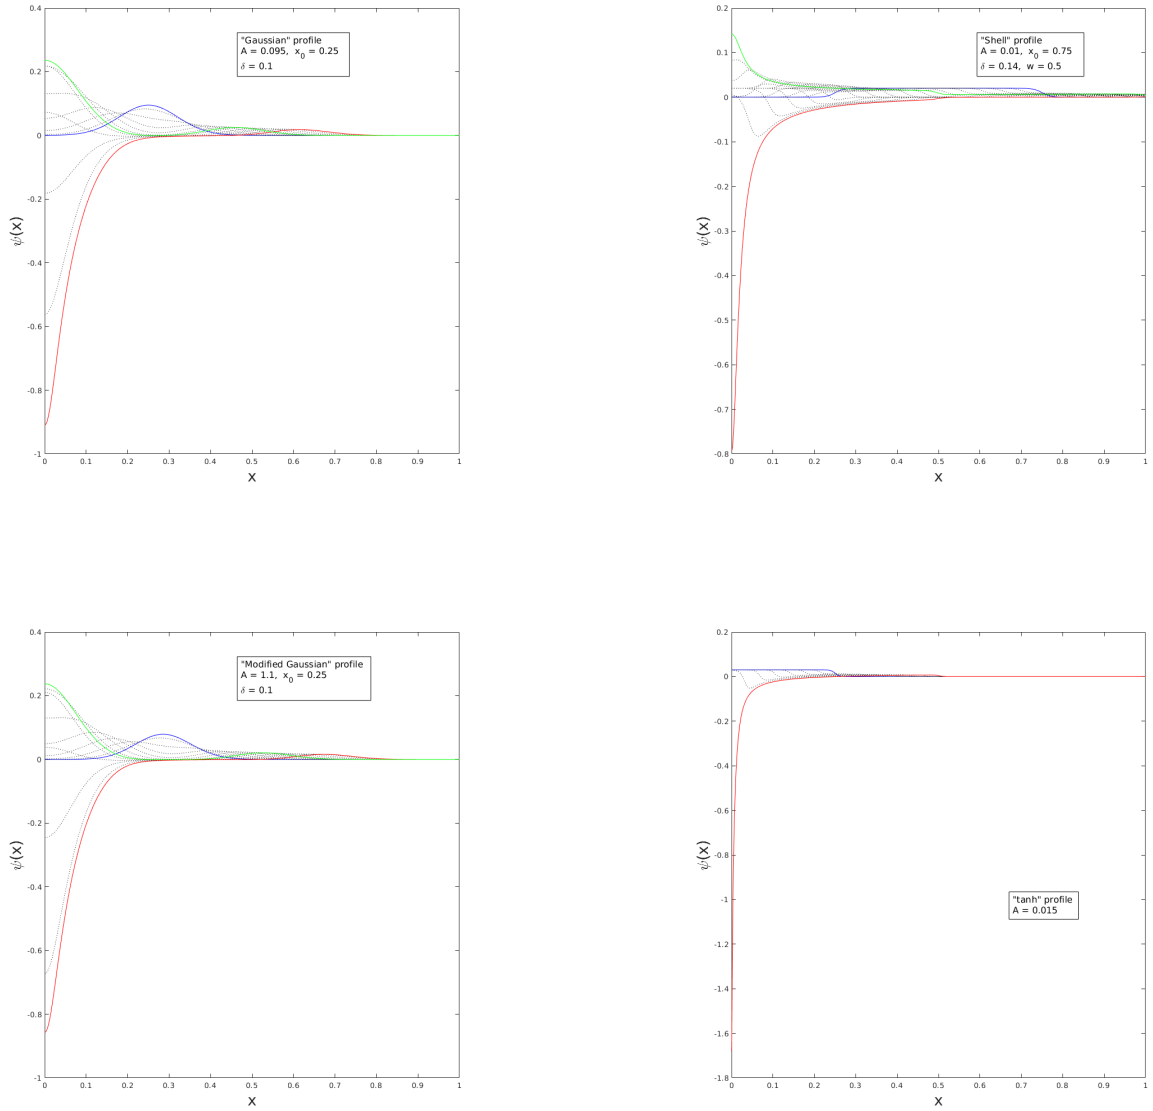 0.4
0.2
0
-0.2
-0.4
-0.6
-0.8
-1
ψ(x)
"Gaussian" profile
A = 0.095, x₀ = 0.25
δ = 0.1
0 0.1 0.2 0.3 0.4 0.5 0.6 0.7 0.8 0.9 1
x
0.2
0.1
0
-0.1
-0.2
-0.3
-0.4
-0.5
-0.6
-0.7
-0.8
ψ(x)
"Shell" profile
A = 0.01, x₀ = 0.75
δ = 0.14, w = 0.5
0 0.1 0.2 0.3 0.4 0.5 0.6 0.7 0.8 0.9 1
x
0.4
0.2
0
-0.2
-0.4
-0.6
-0.8
-1
ψ(x)
"Modified Gaussian" profile
A = 1.1, x₀ = 0.25
δ = 0.1
0 0.1 0.2 0.3 0.4 0.5 0.6 0.7 0.8 0.9 1
x
0.2
0
-0.2
-0.4
-0.6
-0.8
-1
-1.2
-1.4
-1.6
-1.8
ψ(x)
"tanh" profile
A = 0.015
0 0.1 0.2 0.3 0.4 0.5 0.6 0.7 0.8 0.9 1
x